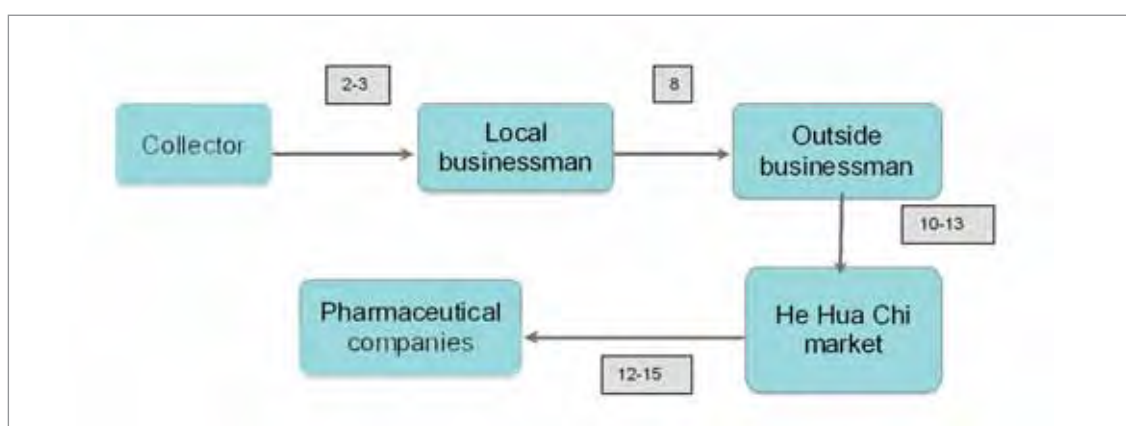 2-3
8
Collector
Local
businessman
Outside
businessman
10-13
Pharmaceutical
companies
He Hua Chi
market
12-15